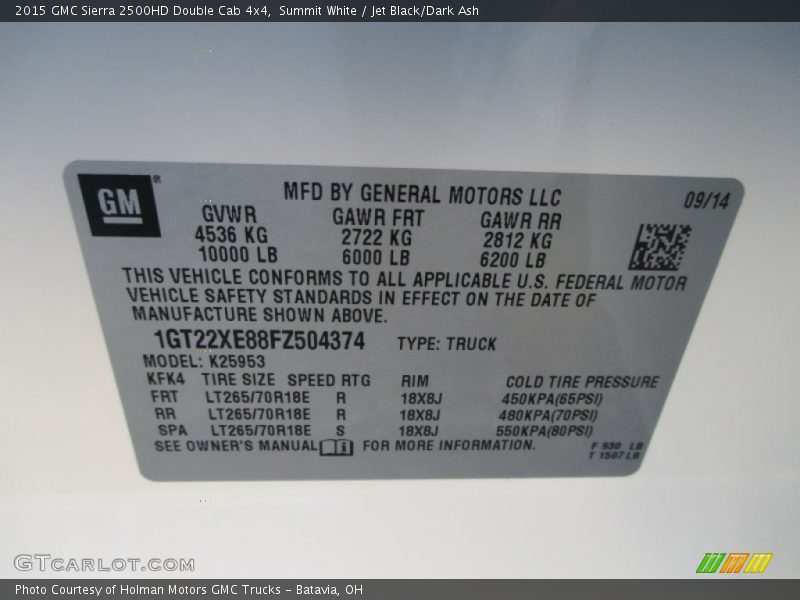 2015 GMC Sierra 2500HD Double Cab 4x4, Summit White / Jet Black/Dark Ash
GM ®
MFD BY GENERAL MOTORS LLC 09/14
GVWR GAWR FRT GAWR RR
4536 KG 2722 KG 2812 KG
10000 LB 6000 LB 6200 LB
THIS VEHICLE CONFORMS TO ALL APPLICABLE U.S. FEDERAL MOTOR
VEHICLE SAFETY STANDARDS IN EFFECT ON THE DATE OF
MANUFACTURE SHOWN ABOVE.
1GT22XE88FZ504374 TYPE: TRUCK
MODEL: K25953
KFK4 TIRE SIZE SPEED RTG RIM COLD TIRE PRESSURE
FRT LT265/70R18E R 18X8J 450KPA(65PSI)
RR LT265/70R18E R 18X8J 480KPA(70PSI)
SPA LT265/70R18E S 18X8J 550KPA(80PSI)
SEE OWNER'S MANUAL FOR MORE INFORMATION.
F 930 LB
T 1507 LB
GTCarLot.com
Photo Courtesy of Holman Motors GMC Trucks - Batavia, OH